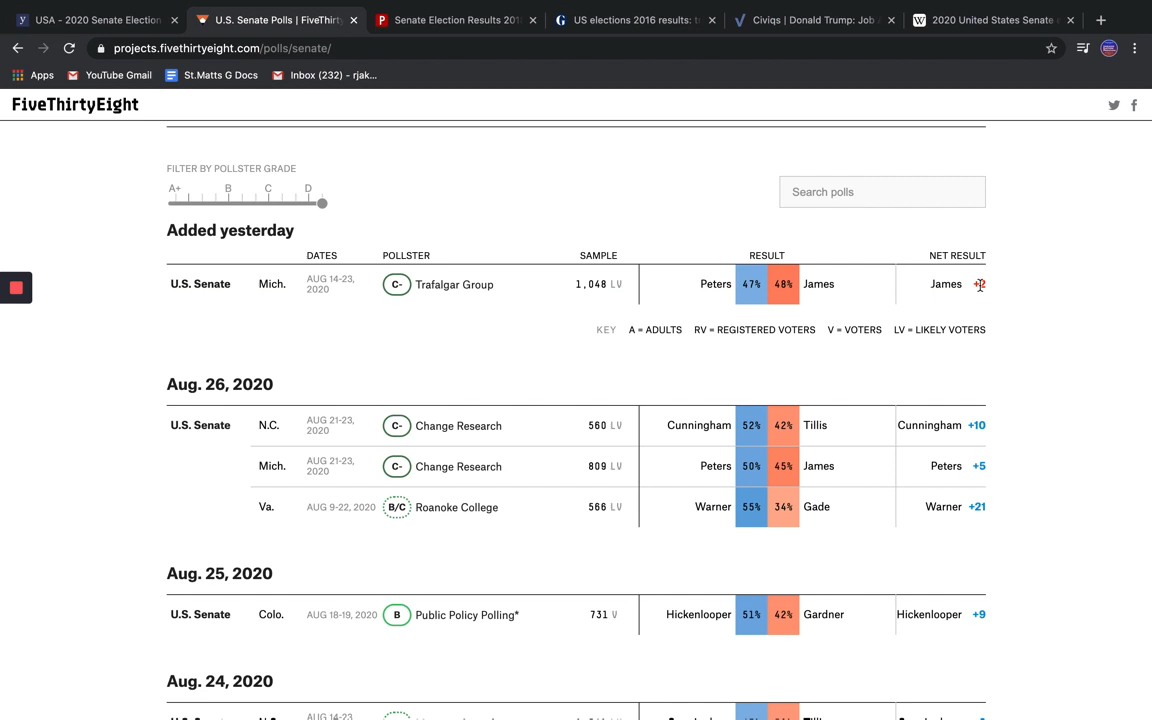 USA - 2020 Senate Election
U.S. Senate Polls | FiveThirty
Senate Election Results 201
US elections 2016 results: t
Civiqs | Donald Trump: Job A
2020 United States Senate e
projects.fivethirtyeight.com/polls/senate/
Apps YouTube Gmail St.Matts G Docs Inbox (232) - rjak...
FiveThirtyEight
FILTER BY POLLSTER GRADE
A+ B C D
Search polls
Added yesterday
DATES POLLSTER SAMPLE RESULT NET RESULT
U.S. Senate Mich. AUG 14-23, 2020 C- Trafalgar Group 1,048 LV Peters 47% 48% James James +2
KEY A = ADULTS RV = REGISTERED VOTERS V = VOTERS LV = LIKELY VOTERS
Aug. 26, 2020
U.S. Senate N.C. AUG 21-23, 2020 C- Change Research 560 LV Cunningham 52% 42% Tillis Cunningham +10
Mich. AUG 21-23, 2020 C- Change Research 809 LV Peters 50% 45% James Peters +5
Va. AUG 9-22, 2020 B/C Roanoke College 566 LV Warner 55% 34% Gade Warner +21
Aug. 25, 2020
U.S. Senate Colo. AUG 18-19, 2020 B Public Policy Polling* 731 V Hickenlooper 51% 42% Gardner Hickenlooper +9
Aug. 24, 2020
AUG 14-23